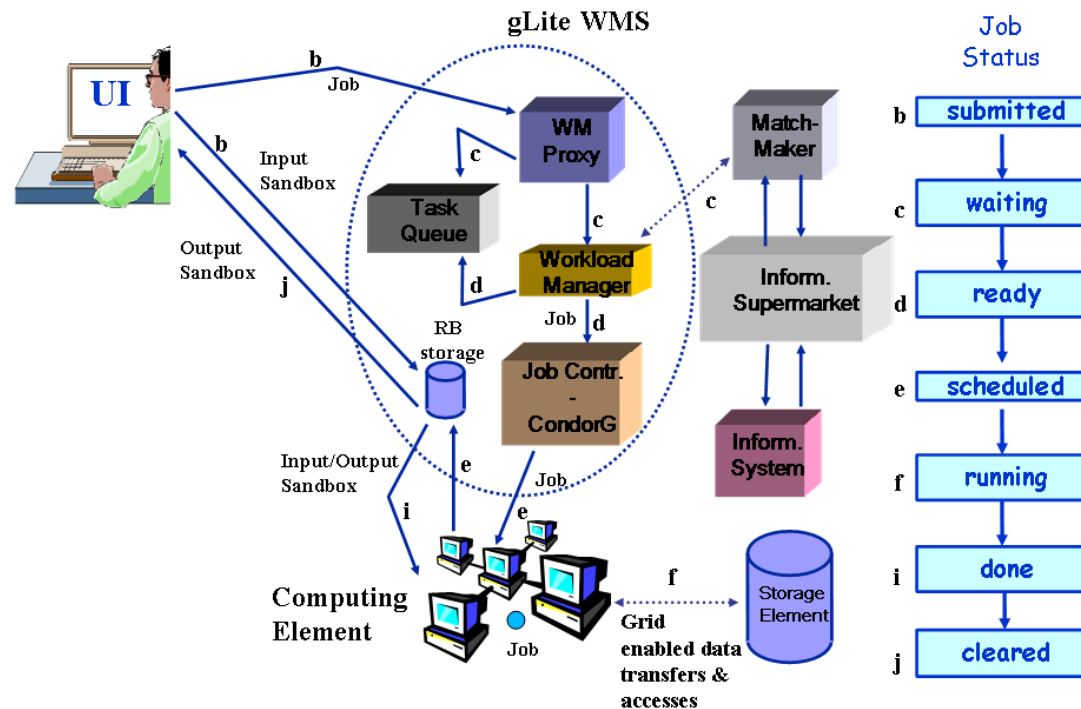 gLite WMS
Job
Status
UI
b
Job
b
Input
Sandbox
Output
Sandbox
j
WM
Proxy
c
Task
Queue
c
Workload
Manager
d
Job
d
RB
storage
Job Contr.
-
CondorG
Match-
Maker
c
Inform.
Supermarket
Inform.
System
Input/Output
Sandbox
i
e
Job
e
Computing
Element
Job
f
Grid
enabled data
transfers &
accesses
Storage
Element
b
submitted
c
waiting
d
ready
e
scheduled
f
running
i
done
j
cleared